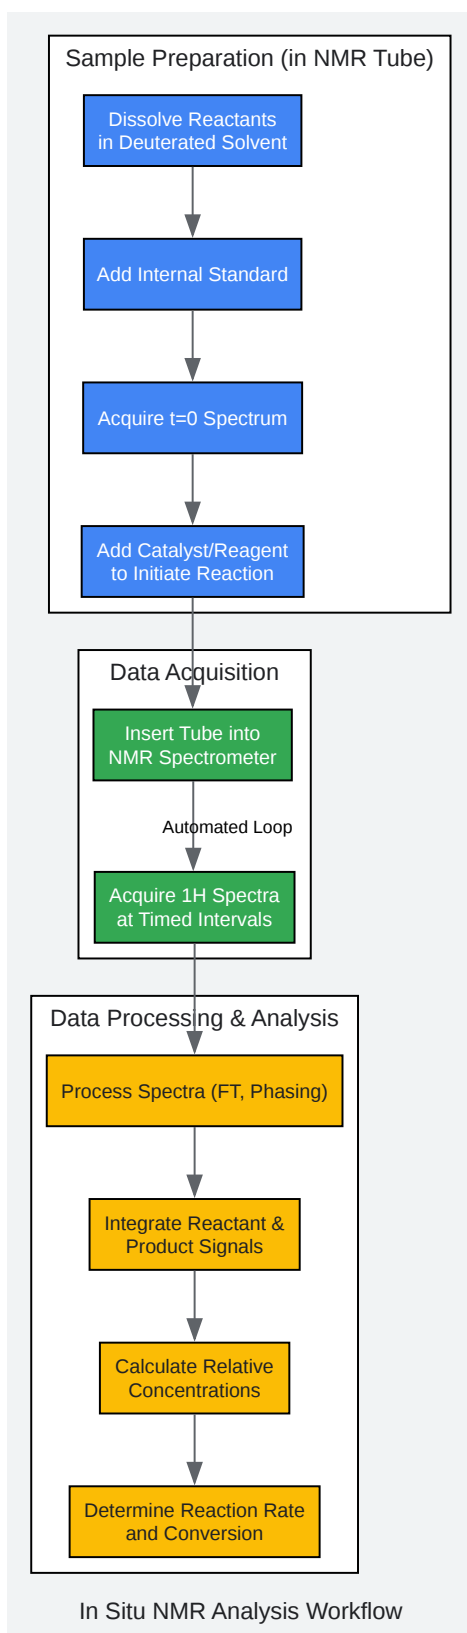 Sample Preparation (in NMR Tube)
Dissolve Reactants
in Deuterated Solvent
Add Internal Standard
Acquire t=0 Spectrum
Add Catalyst/Reagent
to Initiate Reaction
Data Acquisition
Insert Tube into
NMR Spectrometer
Automated Loop
Acquire 1H Spectra
at Timed Intervals
Data Processing & Analysis
Process Spectra (FT, Phasing)
Integrate Reactant &
Product Signals
Calculate Relative
Concentrations
Determine Reaction Rate
and Conversion
In Situ NMR Analysis Workflow